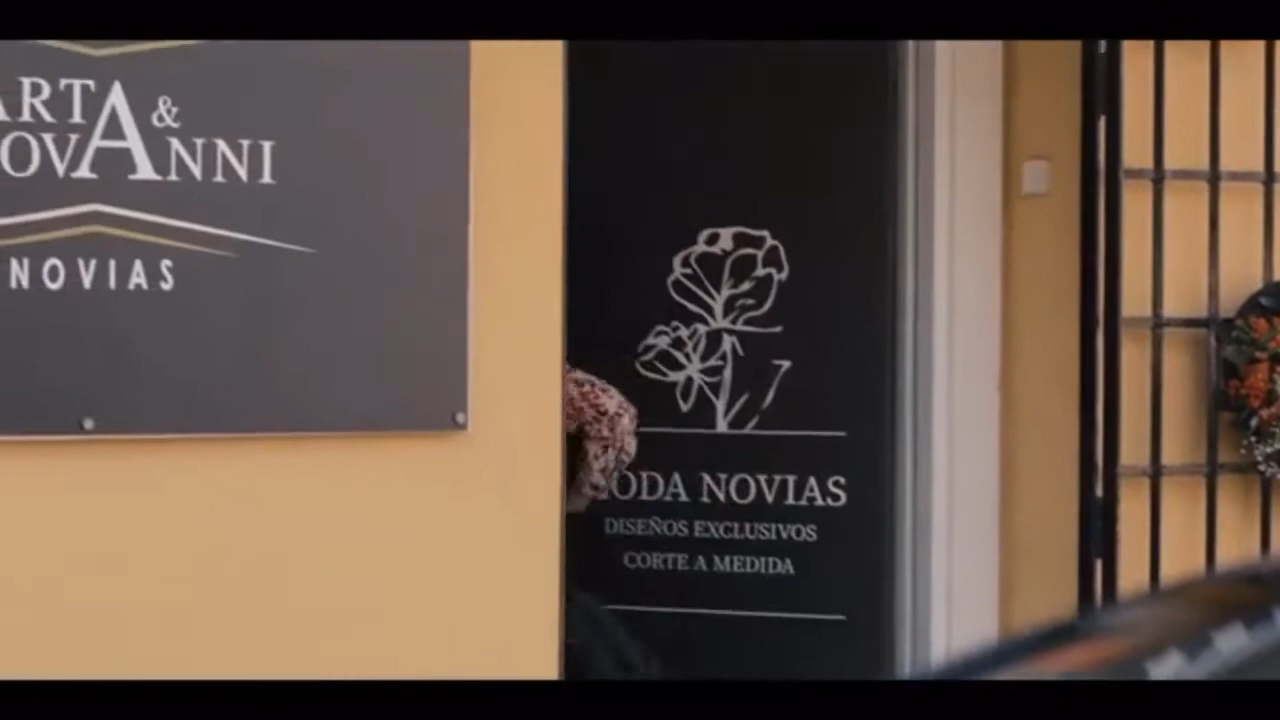 ARTA &
OVANNI
NOVIAS
ODA NOVIAS
DISEÑOS EXCLUSIVOS
CORTE A MEDIDA